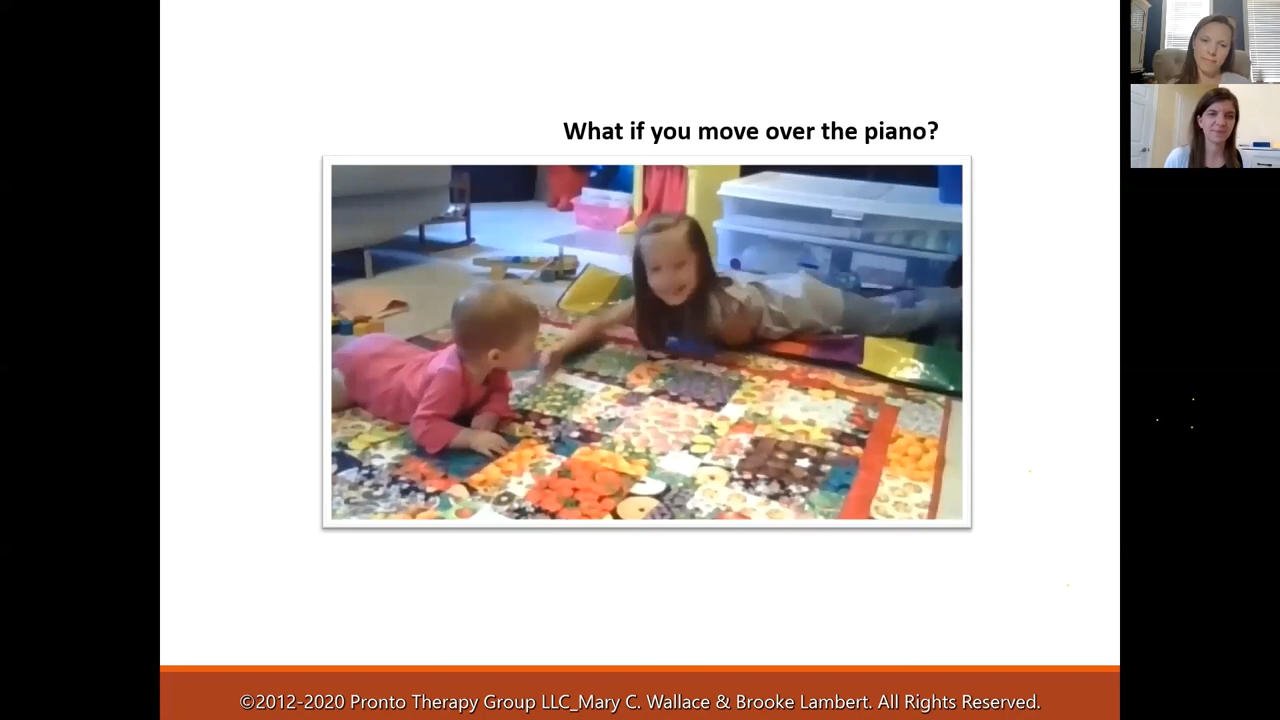 What if you move over the piano?
©2012-2020 Pronto Therapy Group LLC_Mary C. Wallace & Brooke Lambert. All Rights Reserved.